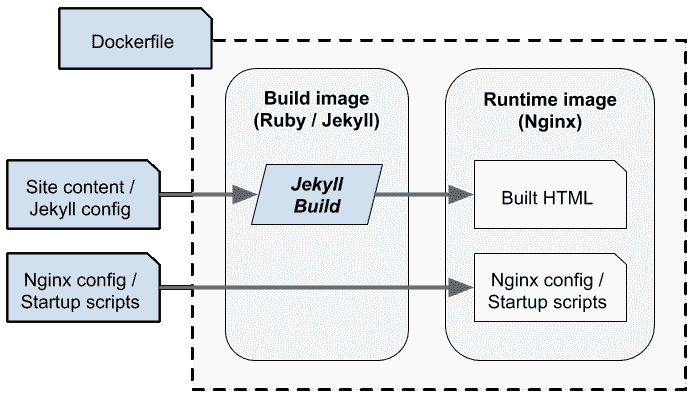 Dockerfile
Build image
(Ruby / Jekyll)
Runtime image
(Nginx)
Site content /
Jekyll config
Jekyll
Build
Built HTML
Nginx config /
Startup scripts
Nginx config /
Startup scripts